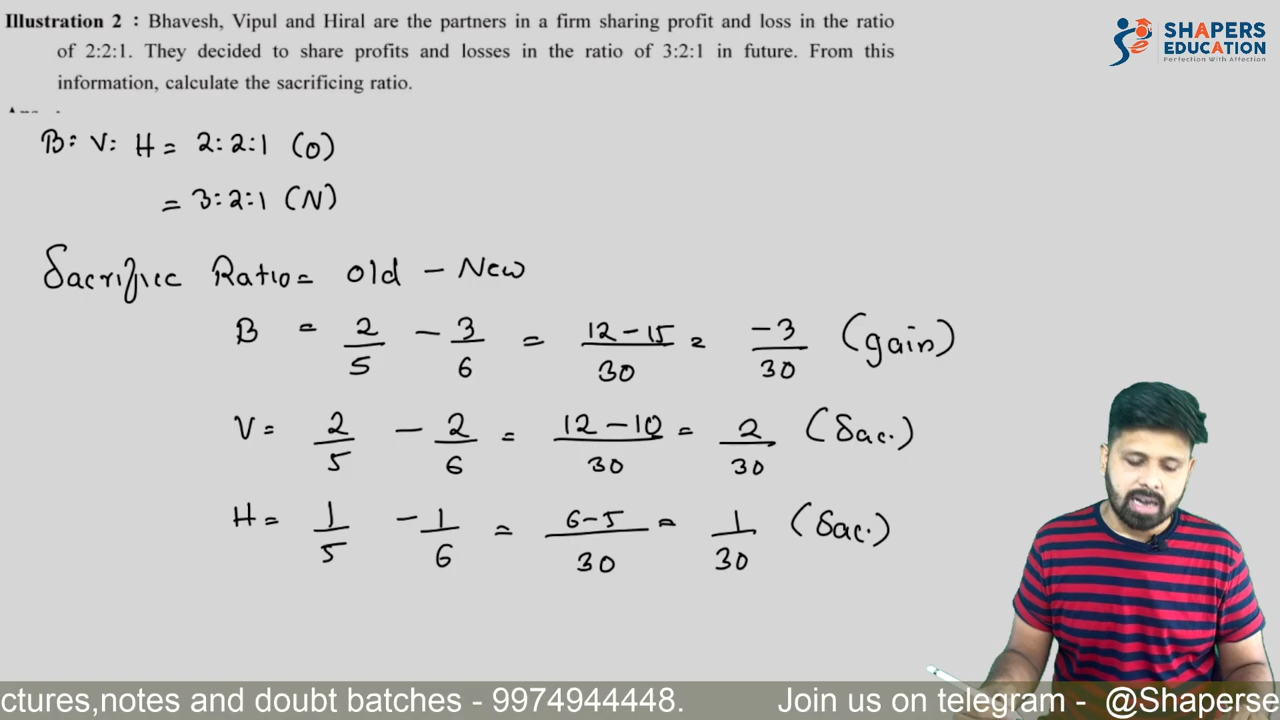 Illustration 2 : Bhavesh, Vipul and Hiral are the partners in a firm sharing profit and loss in the ratio
of 2:2:1. They decided to share profits and losses in the ratio of 3:2:1 in future. From this
information, calculate the sacrificing ratio.
SHAPERS
EDUCATION
Perfection With Affection
B: V: H = 2:2:1 (O)
= 3:2:1 (N)
Sacrifice Ratio = Old - New
B = 2/5 - 3/6 = 12-15/30 = -3/30 (gain)
V = 2/5 - 2/6 = 12-10/30 = 2/30 (Sac.)
H = 1/5 - 1/6 = 6-5/30 = 1/30 (Sac.)
ctures,notes and doubt batches - 9974944448. Join us on telegram - @Shaperse